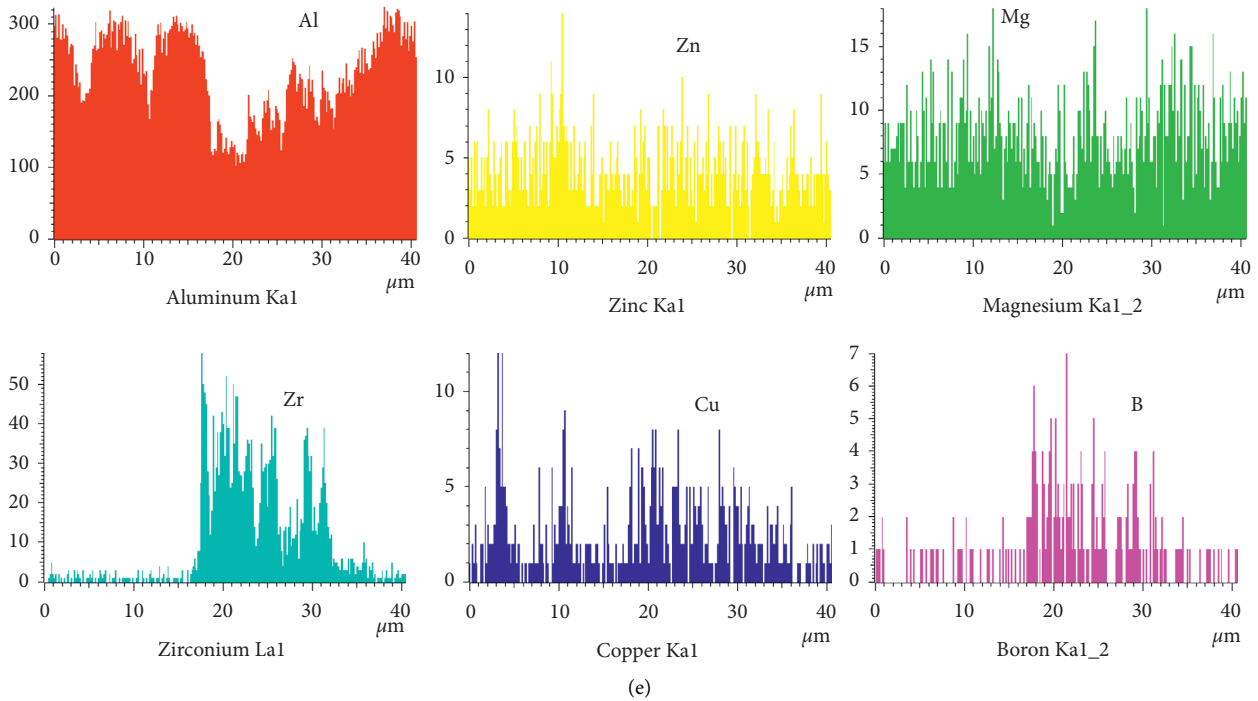 Al
300
200
100
0
0 10 20 30 40
µm
Aluminum Ka1
Zn
10
5
0
0 10 20 30 40
µm
Zinc Ka1
Mg
15
10
5
0
0 10 20 30 40
µm
Magnesium Ka1_2
Zr
50
40
30
20
10
0
0 10 20 30 40
µm
Zirconium La1
Cu
10
5
0
0 10 20 30 40
µm
Copper Ka1
B
7
6
5
4
3
2
1
0
0 10 20 30 40
µm
Boron Ka1_2
(e)